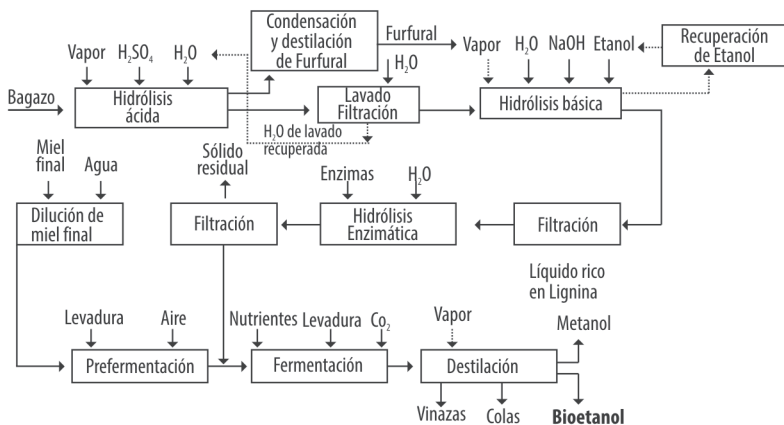 Condensación
y destilación
de Furfural
Furfural
Vapor
H₂SO₄
H₂O
H₂O
Vapor
H₂O
NaOH
Etanol
Recuperación
de Etanol
Bagazo
Hidrólisis
ácida
Lavado
Filtración
Hidrólisis básica
H₂O de lavado
recuperada
Miel
final
Agua
Sólido
residual
Enzimas
H₂O
Dilución de
miel final
Filtración
Hidrólisis
Enzimática
Filtración
Líquido rico
en Lignina
Levadura
Aire
Nutrientes
Levadura
Co₂
Vapor
Metanol
Prefermentación
Fermentación
Destilación
Vinazas
Colas
Bioetanol